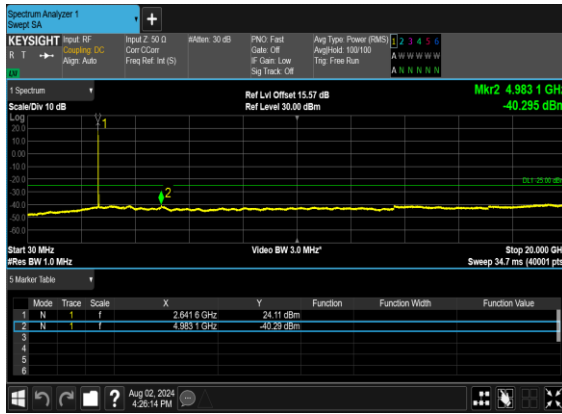 Spectrum Analyzer 1
Swept SA
+
KEYSIGHT
R T
Input: RF
Coupling: DC
Align: Auto
Input Z: 50 Ω
Corr CCorr
Freq Ref: Int (S)
#Atten: 30 dB
PNO: Fast
Gate: Off
IF Gain: Low
Sig Track: Off
Avg Type: Power (RMS)
Avg|Hold: 100/100
Trig: Free Run
1 2 3 4 5 6
A W W W W W
A N N N N N
1 Spectrum
Scale/Div 10 dB
Ref Lvl Offset 15.57 dB
Ref Level 30.00 dBm
Mkr2 4.983 1 GHz
-40.295 dBm
Log
20.0
10.0
0.00
-10.0
-20.0
-30.0
-40.0
-50.0
-60.0
1
2
DL1 -25.00 dBm
Start 30 MHz
#Res BW 1.0 MHz
Video BW 3.0 MHz*
Stop 20.000 GH
Sweep 34.7 ms (40001 pts
5 Marker Table
Mode Trace Scale X Y Function Function Width Function Value
1 N 1 f 2.641 6 GHz 24.11 dBm
2 N 1 f 4.983 1 GHz -40.29 dBm
3
4
5
6
?
Aug 02, 2024
4:26:14 PM